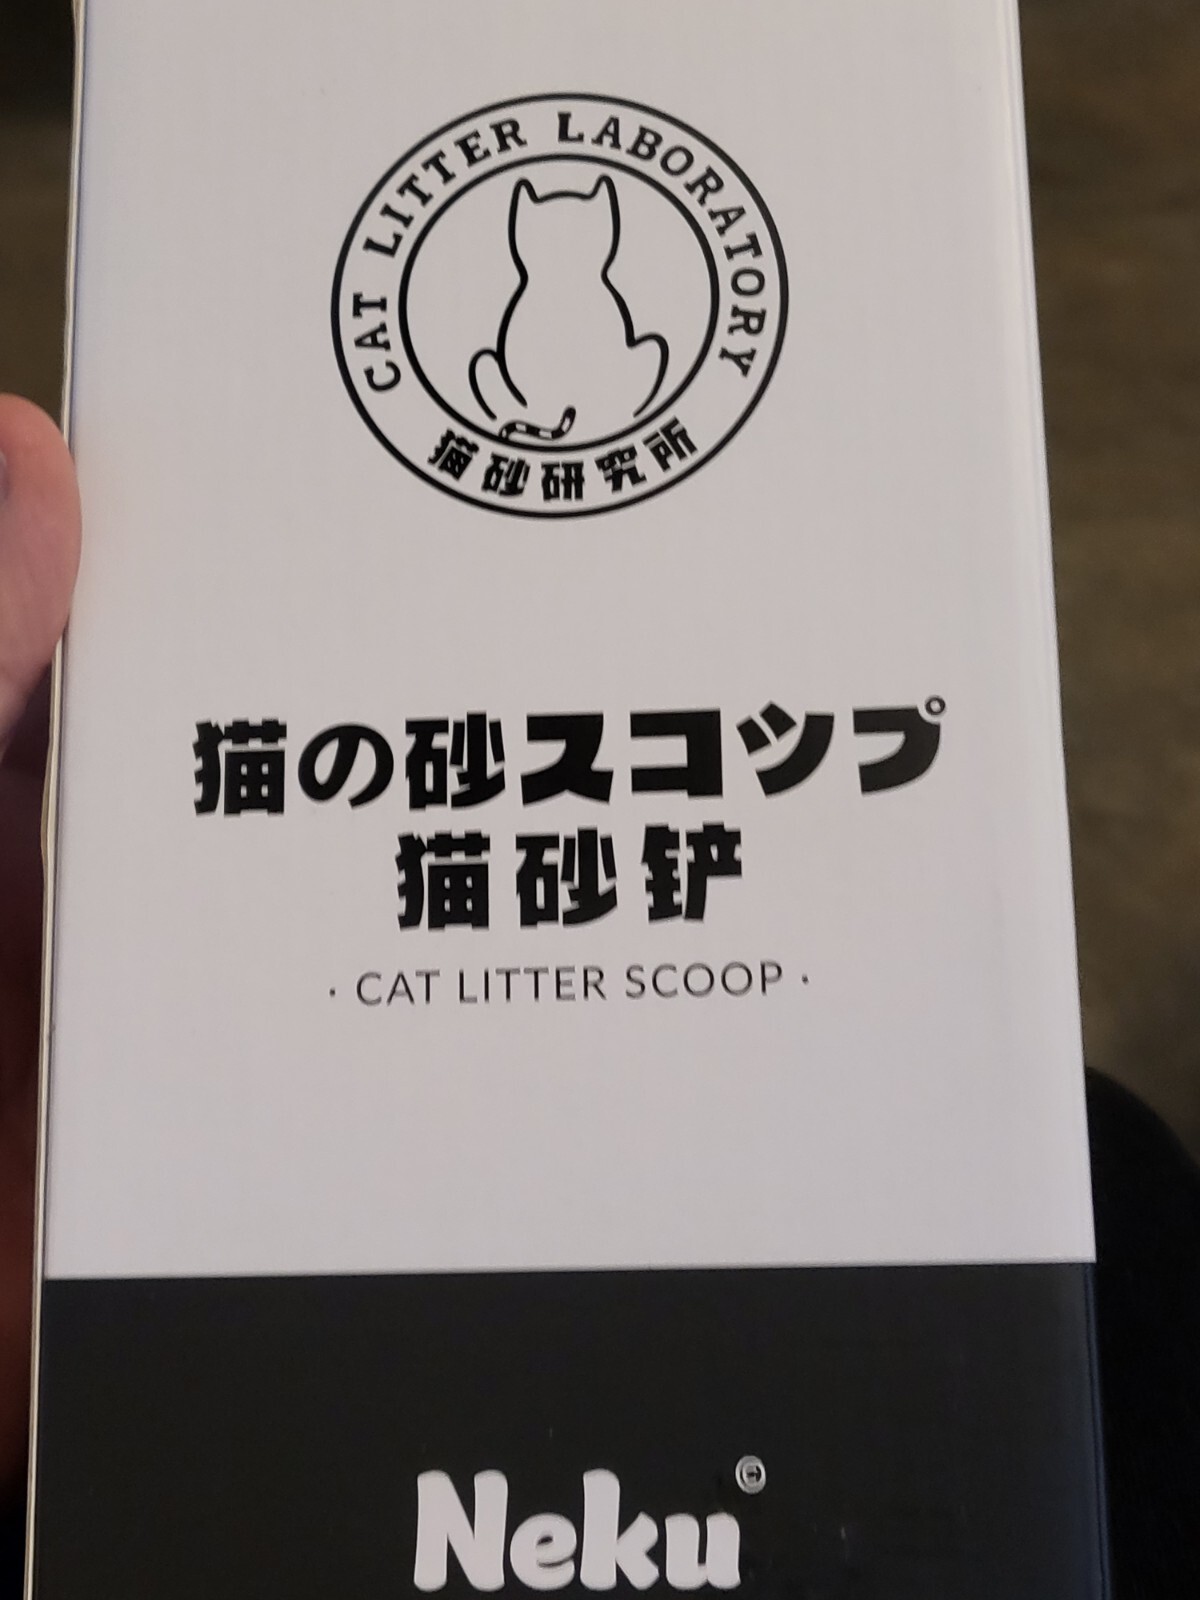 CAT LITTER LABORATORY
猫砂研究所
猫の砂スコップ
猫砂铲
· CAT LITTER SCOOP ·
Neku®